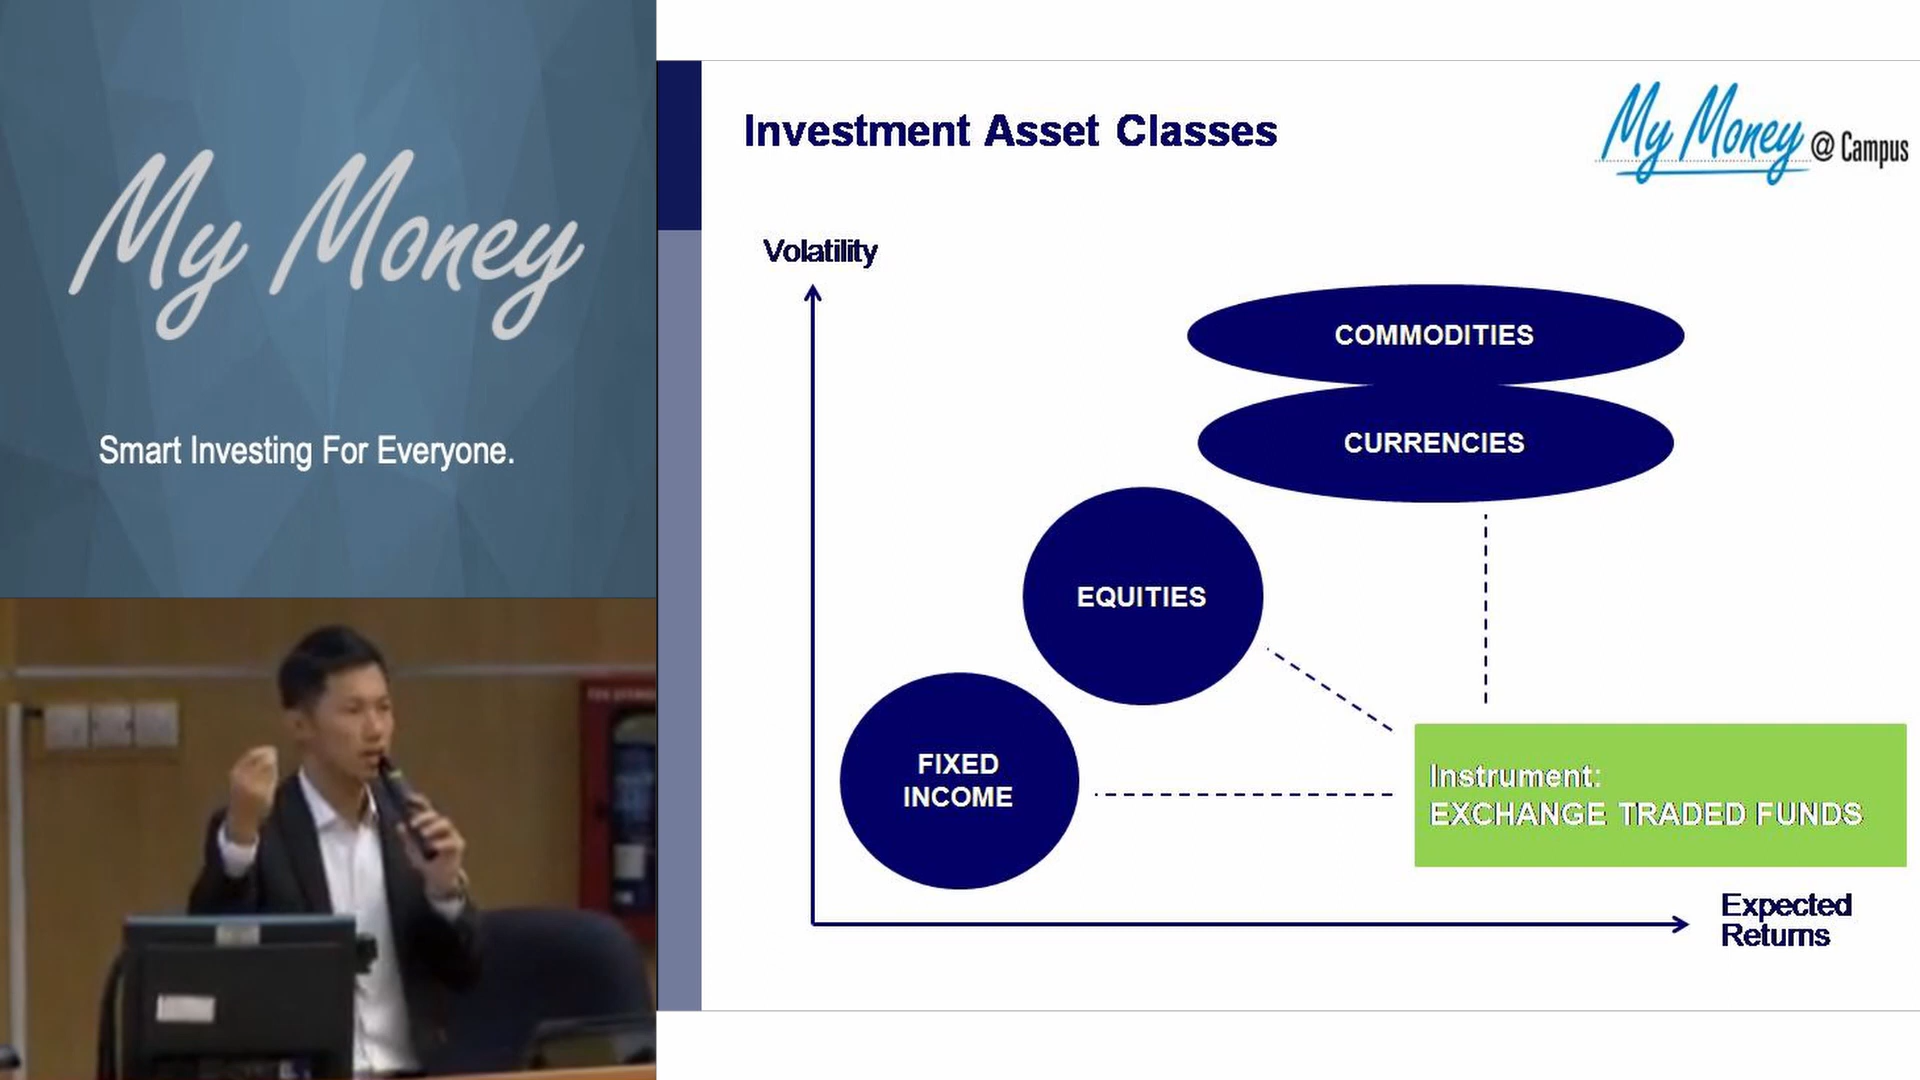 My Money
Smart Investing For Everyone.
Investment Asset Classes
My Money @ Campus
Volatility
COMMODITIES
CURRENCIES
EQUITIES
FIXED
INCOME
Instrument:
EXCHANGE TRADED FUNDS
Expected
Returns